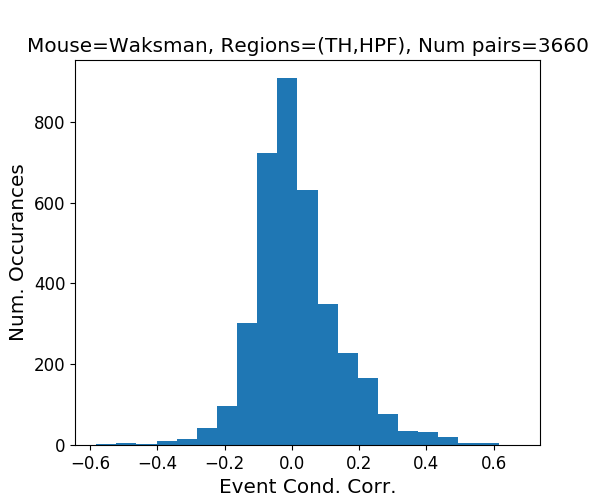 Mouse=Waksman, Regions=(TH,HPF), Num pairs=3660
800
600
400
200
0
Num. Occurances
−0.6 −0.4 −0.2 0.0 0.2 0.4 0.6
Event Cond. Corr.